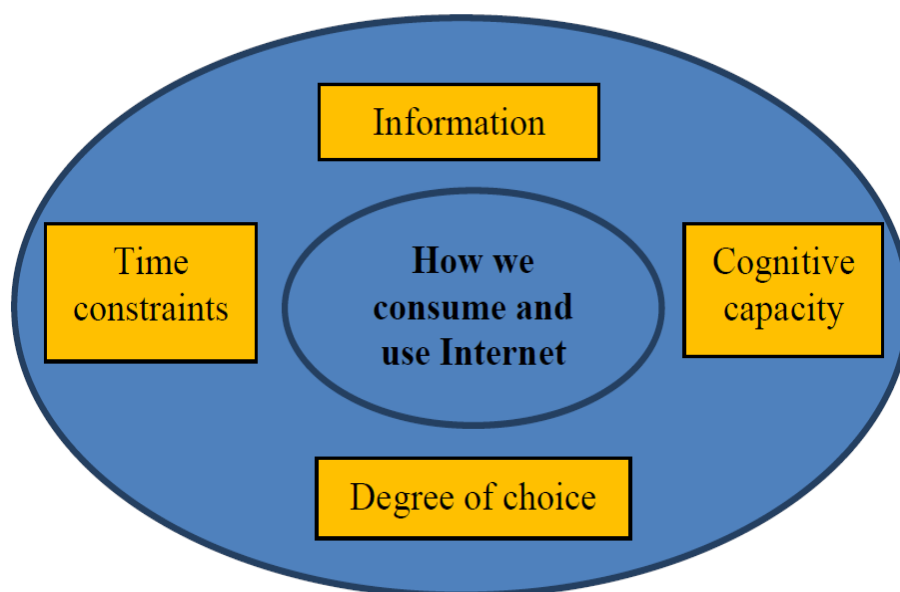 Information
Time
constraints
How we
consume and
use Internet
Cognitive
capacity
Degree of choice